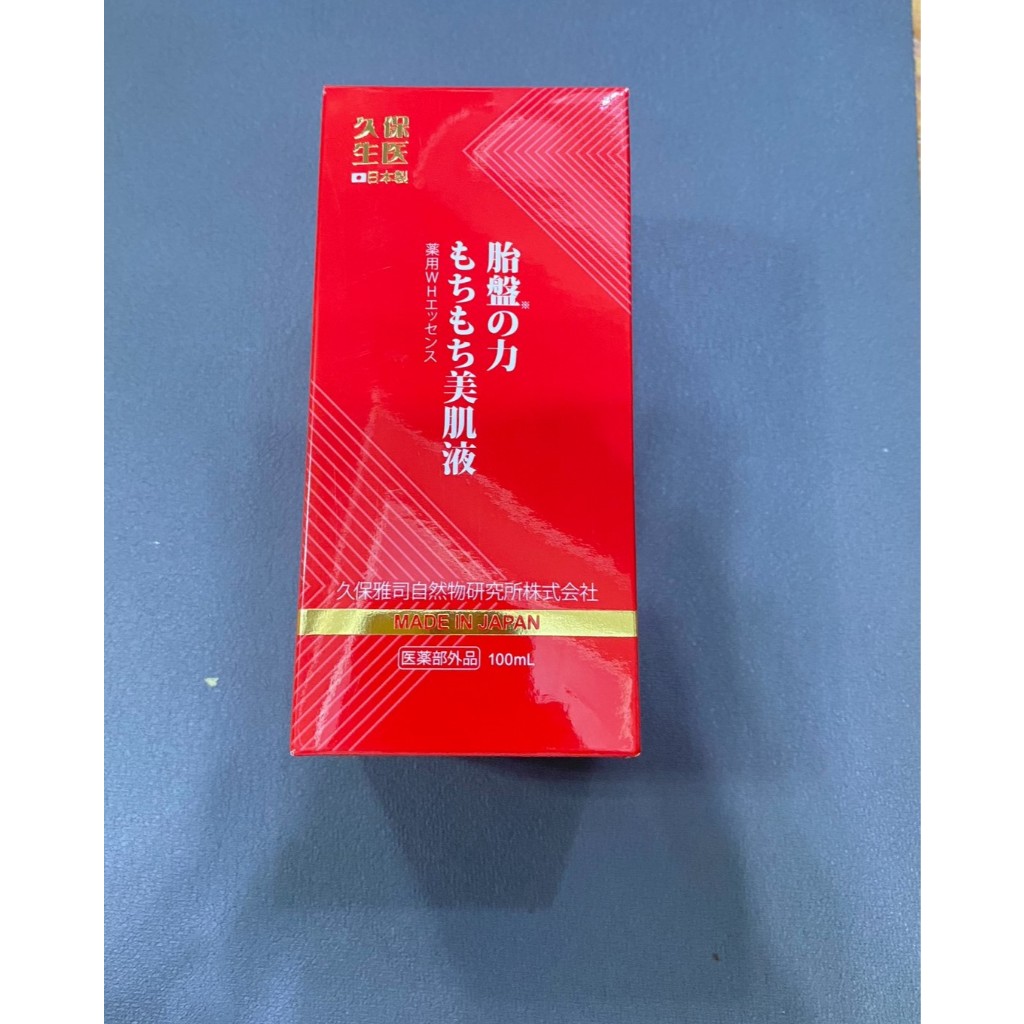 久保
生医
日本製
胎盤※の力
もちもち美肌液
薬用WHエッセンス
久保雅司自然物研究所株式会社
MADE IN JAPAN
医薬部外品 100mL